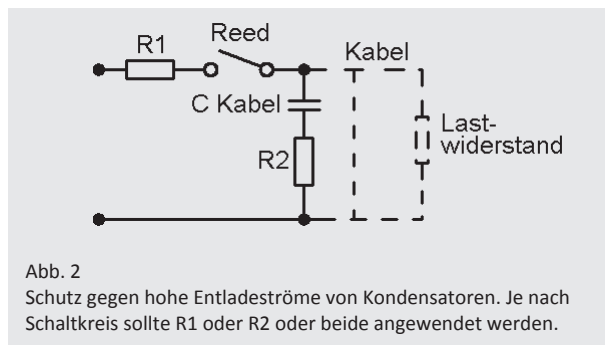 Reed
R1
Kabel
C Kabel
Last-
widerstand
R2
Abb. 2
Schutz gegen hohe Entladeströme von Kondensatoren. Je nach
Schaltkreis sollte R1 oder R2 oder beide angewendet werden.